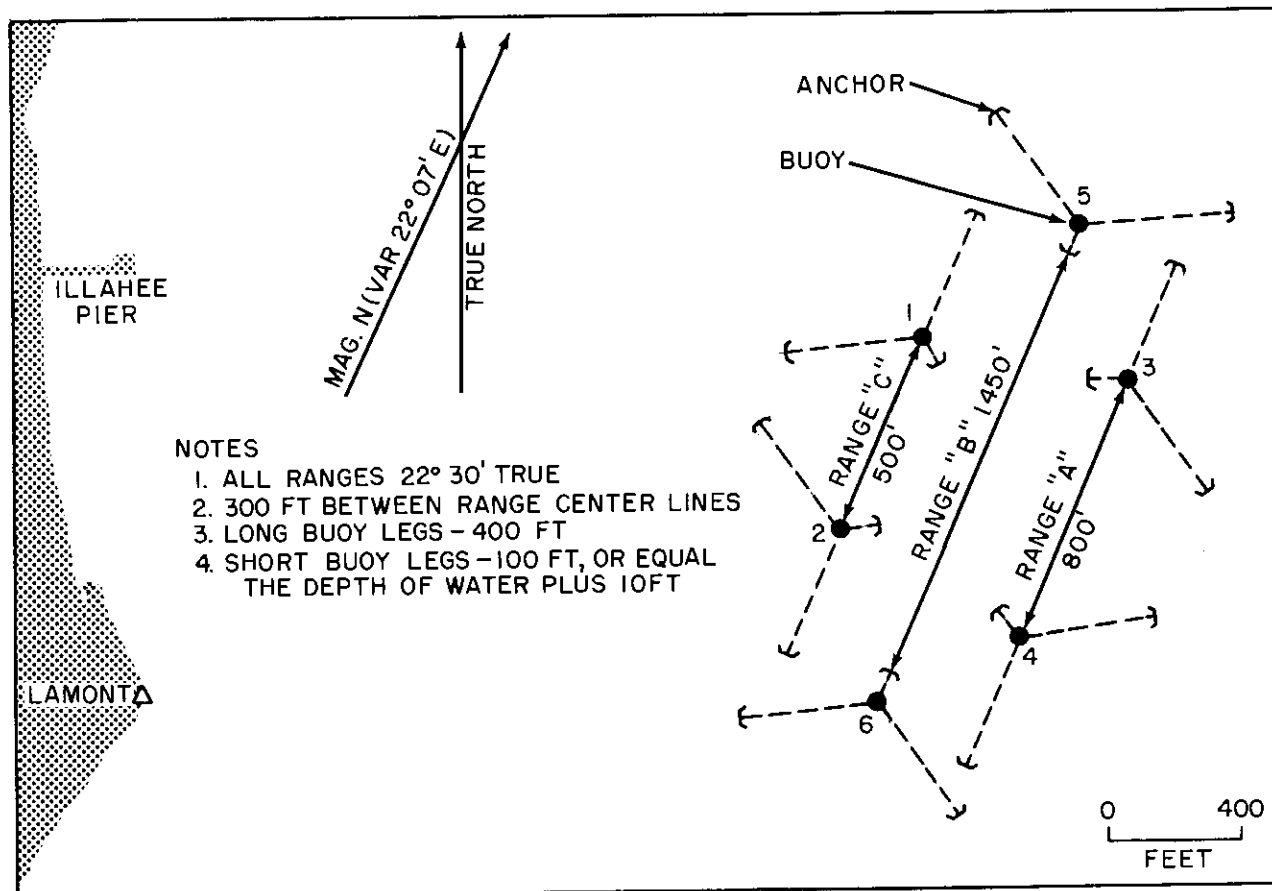 ANCHOR
BUOY
MAG. N (VAR 22° 07' E)
TRUE NORTH
ILLAHEE
PIER
5
1
3
RANGE "C"
500'
RANGE "B" 1450'
RANGE "A"
800'
NOTES
1. ALL RANGES 22° 30' TRUE
2. 300 FT BETWEEN RANGE CENTER LINES
3. LONG BUOY LEGS – 400 FT
4. SHORT BUOY LEGS – 100 FT, OR EQUAL
THE DEPTH OF WATER PLUS 10FT
2
4
LAMONT
6
0 400
FEET